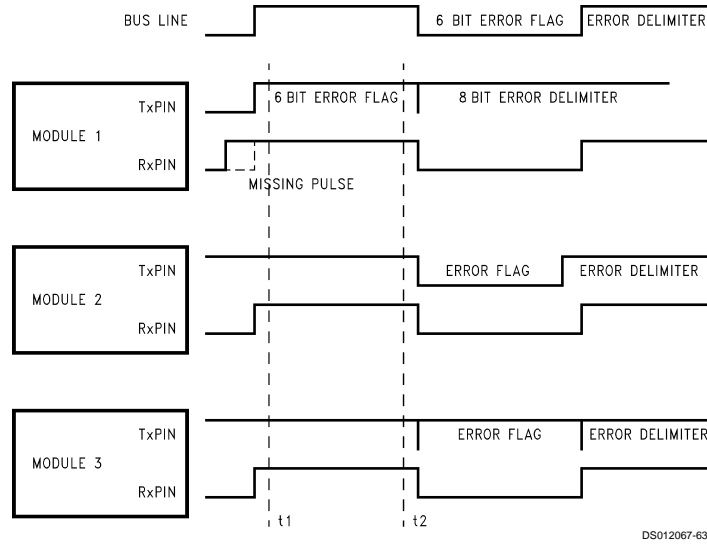 BUS LINE
6 BIT ERROR FLAG
ERROR DELIMITER
TxPIN
6 BIT ERROR FLAG
8 BIT ERROR DELIMITER
MODULE 1
RxPIN
MISSING PULSE
TxPIN
ERROR FLAG
ERROR DELIMITER
MODULE 2
RxPIN
TxPIN
ERROR FLAG
ERROR DELIMITER
MODULE 3
RxPIN
t1
t2
DS012067-63